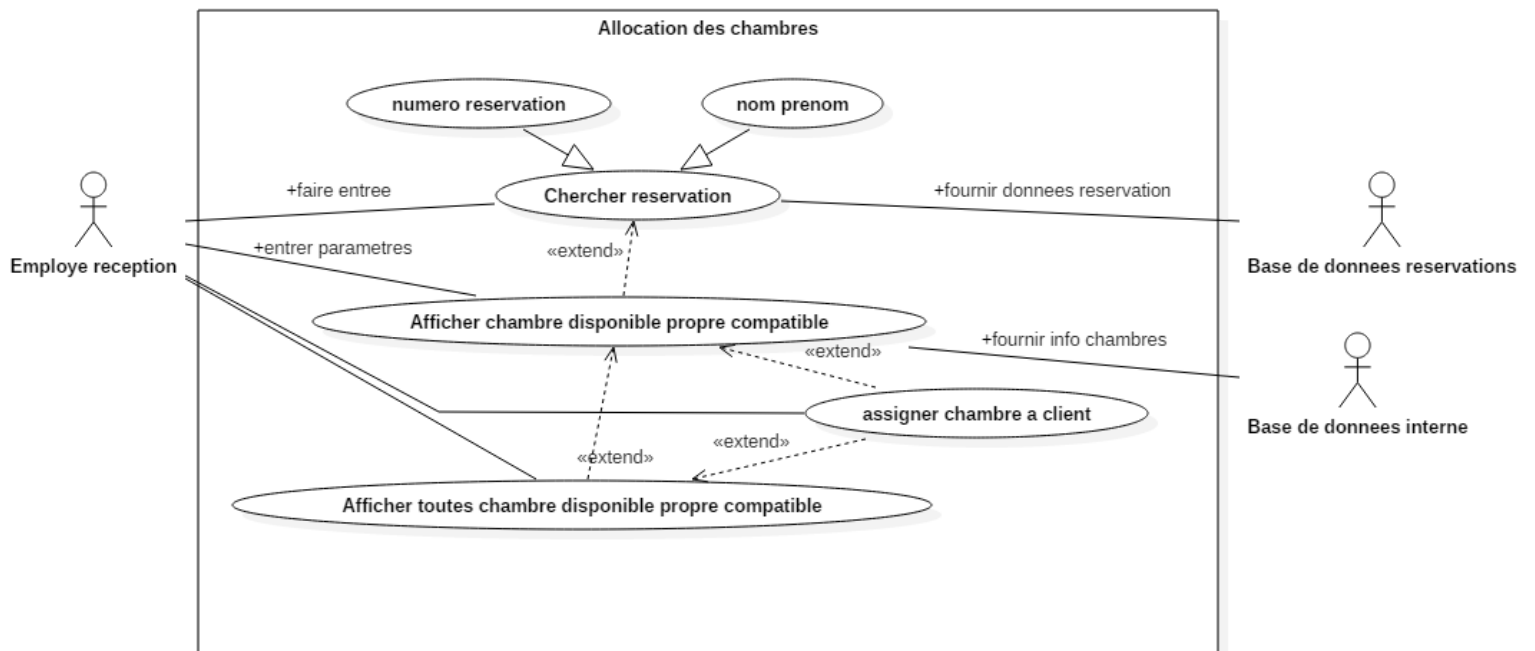 Allocation des chambres
numero reservation
nom prenom
+faire entree
Chercher reservation
+fournir donnees reservation
+entrer parametres
«extend»
Employe reception
Base de donnees reservations
Afficher chambre disponible propre compatible
«extend»
+fournir info chambres
assigner chambre a client
Base de donnees interne
«extend»
«extend»
Afficher toutes chambre disponible propre compatible